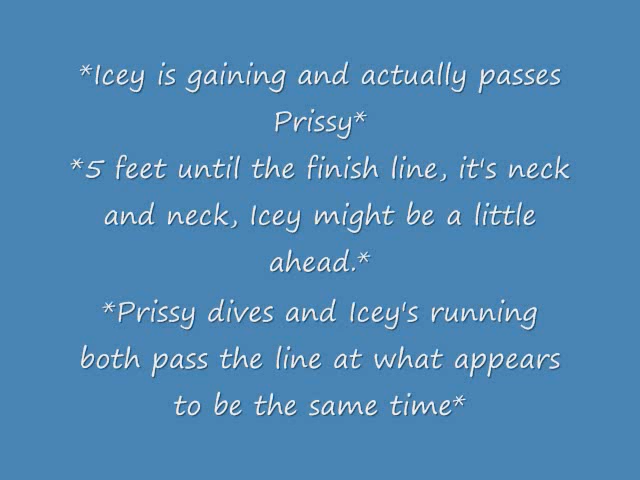 *Icey is gaining and actually passes
Prissy*
*5 feet until the finish line, it's neck
and neck, Icey might be a little
ahead.*
*Prissy dives and Icey's running
both pass the line at what appears
to be the same time*